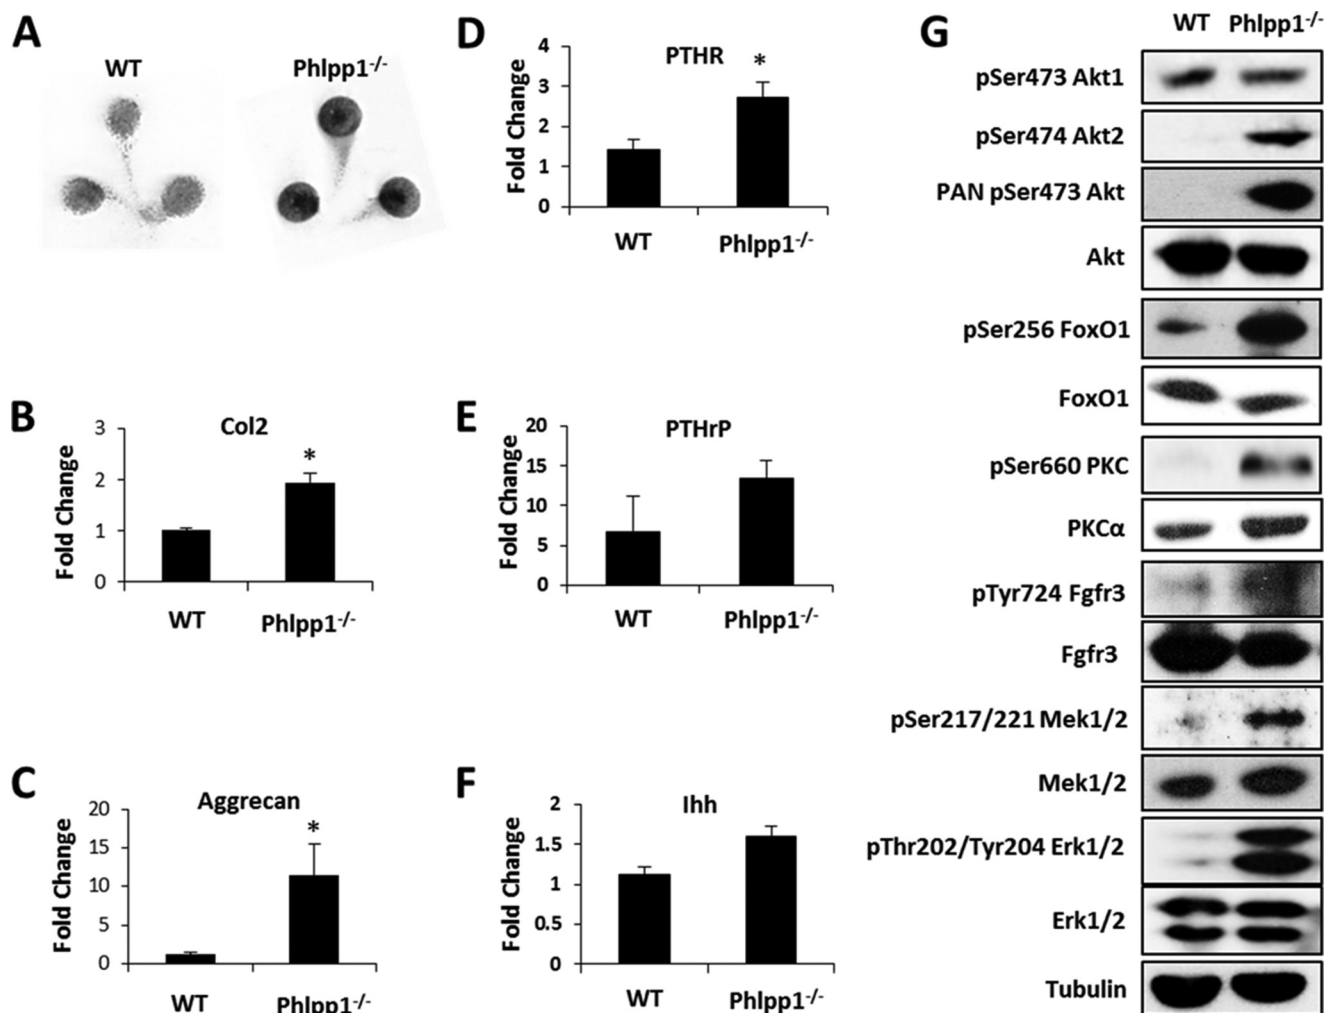 A
WT Phlpp1-/-
B
Col2
Fold Change
3
2
1
0
*
WT Phlpp1-/-
C
Aggrecan
Fold Change
20
15
10
5
0
*
WT Phlpp1-/-
D
PTHR
Fold Change
4
3
2
1
0
*
WT Phlpp1-/-
E
PTHrP
Fold Change
20
15
10
5
0
WT Phlpp1-/-
F
Ihh
Fold Change
2
1.5
1
0.5
0
WT Phlpp1-/-
G
WT Phlpp1-/-
pSer473 Akt1
pSer474 Akt2
PAN pSer473 Akt
Akt
pSer256 FoxO1
FoxO1
pSer660 PKC
PKCα
pTyr724 Fgfr3
Fgfr3
pSer217/221 Mek1/2
Mek1/2
pThr202/Tyr204 Erk1/2
Erk1/2
Tubulin